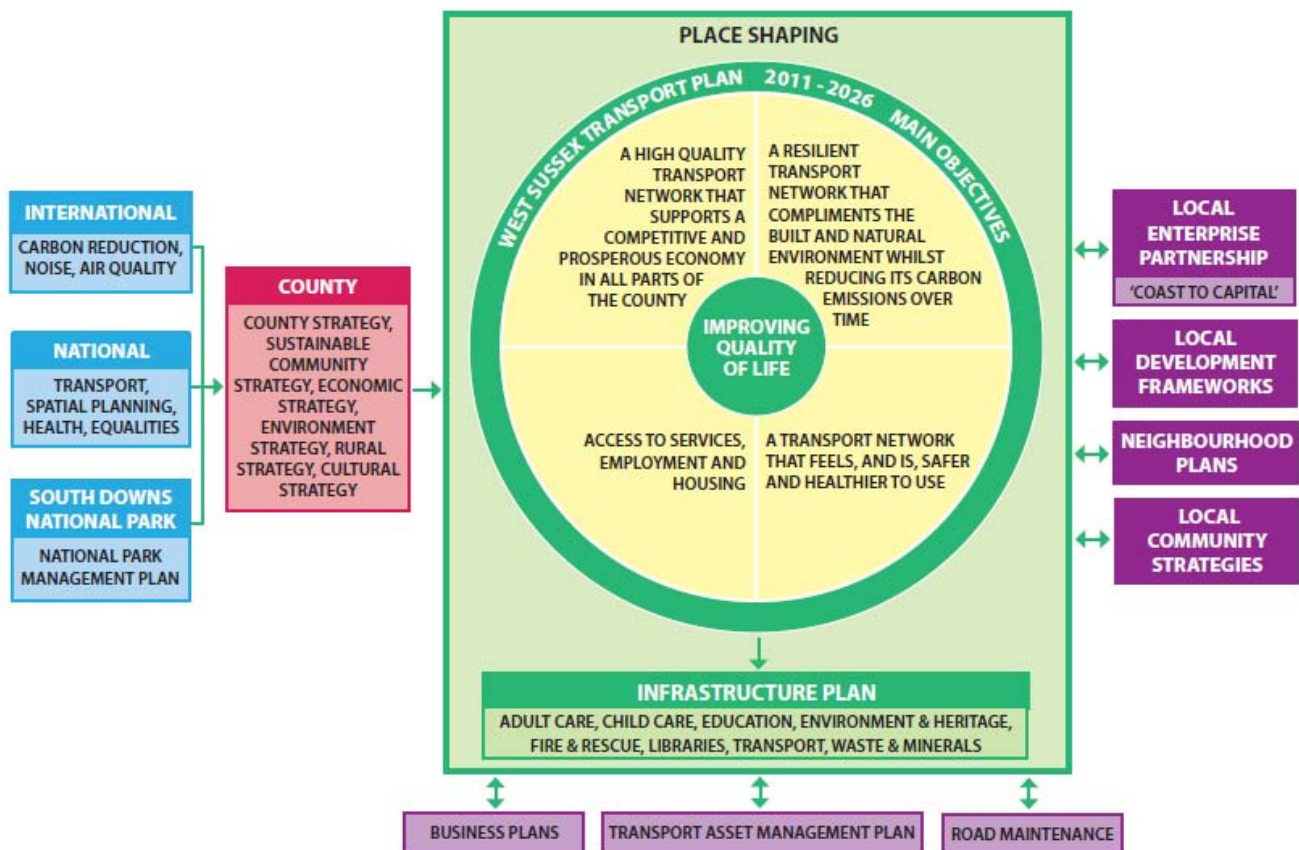 PLACE SHAPING
WEST SUSSEX TRANSPORT PLAN 2011 - 2026 MAIN OBJECTIVES
A HIGH QUALITY
TRANSPORT
NETWORK THAT
SUPPORTS A
COMPETITIVE AND
PROSPEROUS ECONOMY
IN ALL PARTS OF
THE COUNTY
A RESILIENT
TRANSPORT
NETWORK THAT
COMPLIMENTS THE
BUILT AND NATURAL
ENVIRONMENT WHILST
REDUCING ITS CARBON
EMISSIONS OVER
TIME
IMPROVING
QUALITY
OF LIFE
ACCESS TO SERVICES,
EMPLOYMENT AND
HOUSING
A TRANSPORT NETWORK
THAT FEELS, AND IS, SAFER
AND HEALTHIER TO USE
INTERNATIONAL
CARBON REDUCTION,
NOISE, AIR QUALITY
NATIONAL
TRANSPORT,
SPATIAL PLANNING,
HEALTH, EQUALITIES
SOUTH DOWNS
NATIONAL PARK
NATIONAL PARK
MANAGEMENT PLAN
COUNTY
COUNTY STRATEGY,
SUSTAINABLE
COMMUNITY
STRATEGY, ECONOMIC
STRATEGY,
ENVIRONMENT
STRATEGY, RURAL
STRATEGY, CULTURAL
STRATEGY
LOCAL
ENTERPRISE
PARTNERSHIP
'COAST TO CAPITAL'
LOCAL
DEVELOPMENT
FRAMEWORKS
NEIGHBOURHOOD
PLANS
LOCAL
COMMUNITY
STRATEGIES
INFRASTRUCTURE PLAN
ADULT CARE, CHILD CARE, EDUCATION, ENVIRONMENT & HERITAGE,
FIRE & RESCUE, LIBRARIES, TRANSPORT, WASTE & MINERALS
BUSINESS PLANS
TRANSPORT ASSET MANAGEMENT PLAN
ROAD MAINTENANCE